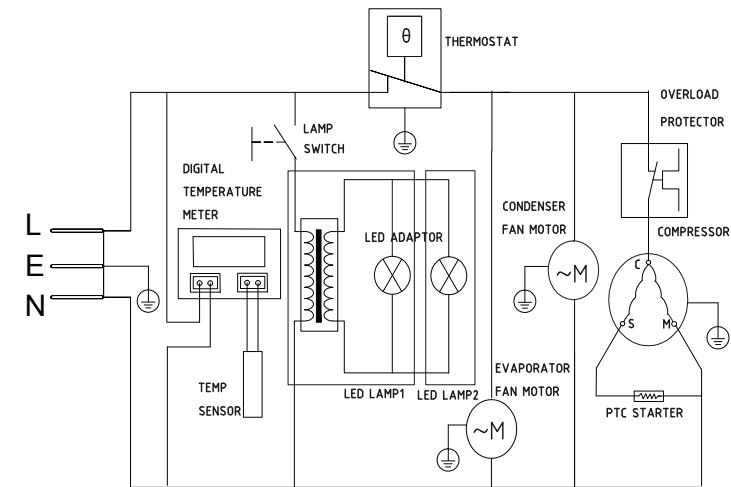 θ
THERMOSTAT
OVERLOAD
PROTECTOR
LAMP
SWITCH
DIGITAL
TEMPERATURE
METER
CONDENSER
FAN MOTOR
L
E
N
LED ADAPTOR
COMPRESSOR
~M
C
S
M
EVAPORATOR
FAN MOTOR
TEMP
SENSOR
LED LAMP1
LED LAMP2
PTC STARTER
~M